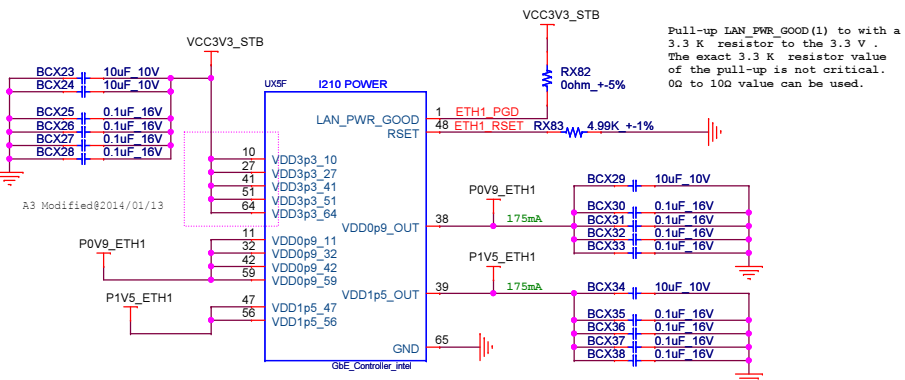 VCC3V3_STB
VCC3V3_STB
Pull-up LAN_PWR_GOOD(1) to with a
3.3 K resistor to the 3.3 V .
The exact 3.3 K resistor value
of the pull-up is not critical.
0Ω to 10Ω value can be used.
BCX23 10uF_10V
BCX24 10uF_10V
BCX25 0.1uF_16V
BCX26 0.1uF_16V
BCX27 0.1uF_16V
BCX28 0.1uF_16V
A3 Modified@2014/01/13
UX5F I210 POWER
RX82
0ohm_+-5%
LAN_PWR_GOOD 1 ETH1_PGD
RSET 48 ETH1_RSET RX83 4.99K_+-1%
10 VDD3p3_10
27 VDD3p3_27
41 VDD3p3_41
51 VDD3p3_51
64 VDD3p3_64
P0V9_ETH1
11 VDD0p9_11
32 VDD0p9_32
42 VDD0p9_42
59 VDD0p9_59
P1V5_ETH1
47 VDD1p5_47
56 VDD1p5_56
P0V9_ETH1
VDD0p9_OUT 38 175mA
BCX29 10uF_10V
BCX30 0.1uF_16V
BCX31 0.1uF_16V
BCX32 0.1uF_16V
BCX33 0.1uF_16V
P1V5_ETH1
VDD1p5_OUT 39 175mA
BCX34 10uF_10V
BCX35 0.1uF_16V
BCX36 0.1uF_16V
BCX37 0.1uF_16V
BCX38 0.1uF_16V
GND 65
GbE_Controller_intel